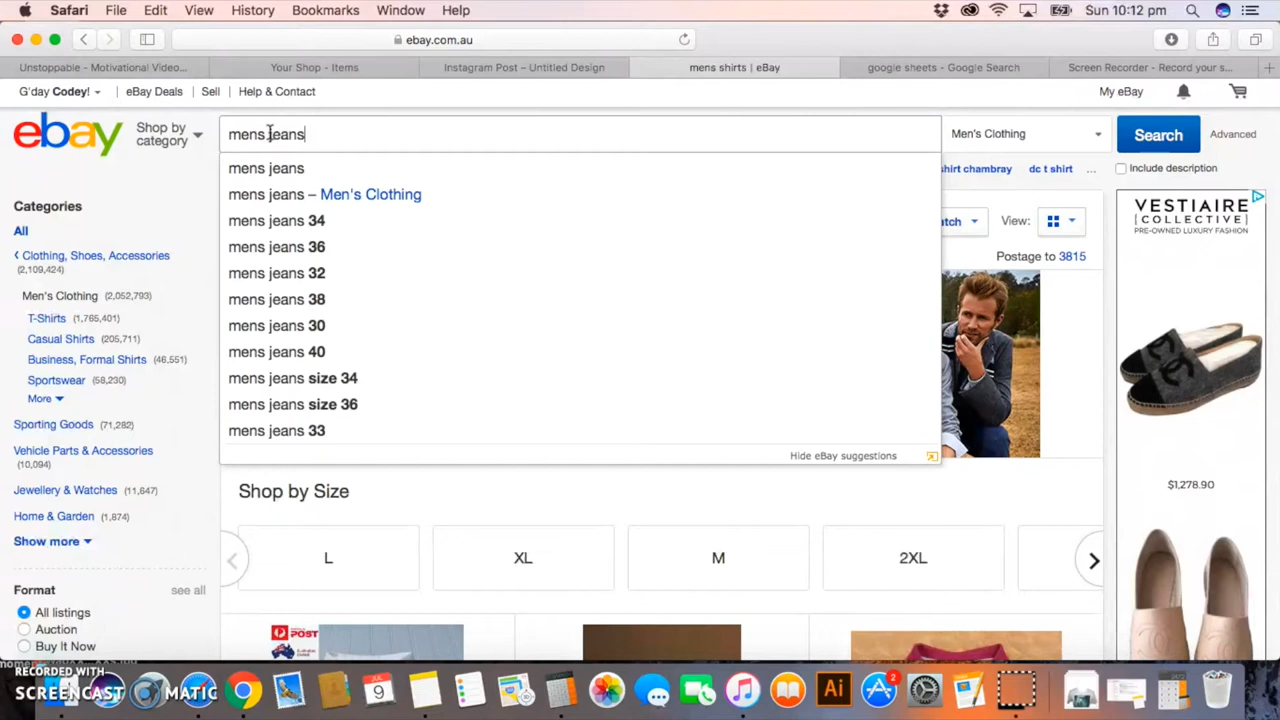 Safari File Edit View History Bookmarks Window Help Sun 10:12 pm
ebay.com.au
Unstoppable - Motivational Video... Your Shop - Items Instagram Post – Untitled Design mens shirts | eBay google sheets - Google Search Screen Recorder - Record your s...
G'day Codey! eBay Deals Sell Help & Contact My eBay
ebay Shop by category mens jeans Men's Clothing Search Advanced
shirt chambray dc t shirt ... Include description
mens jeans
mens jeans – Men's Clothing
mens jeans 34
mens jeans 36
mens jeans 32
mens jeans 38
mens jeans 30
mens jeans 40
mens jeans size 34
mens jeans size 36
mens jeans 33
Hide eBay suggestions
Categories
All
Clothing, Shoes, Accessories
(2,109,424)
Men's Clothing (2,052,793)
T-Shirts (1,765,401)
Casual Shirts (205,711)
Business, Formal Shirts (46,551)
Sportswear (58,230)
More
Sporting Goods (71,282)
Vehicle Parts & Accessories
(10,094)
Jewellery & Watches (11,647)
Home & Garden (1,874)
Show more
Format see all
All listings
Auction
Buy It Now
View:
Postage to 3815
Shop by Size
L XL M 2XL
POST
VESTIAIRE
COLLECTIVE
PRE-OWNED LUXURY FASHION
$1,278.90
RECORDED WITH
SCREENCAST MATIC
JUL
9
Ai
2